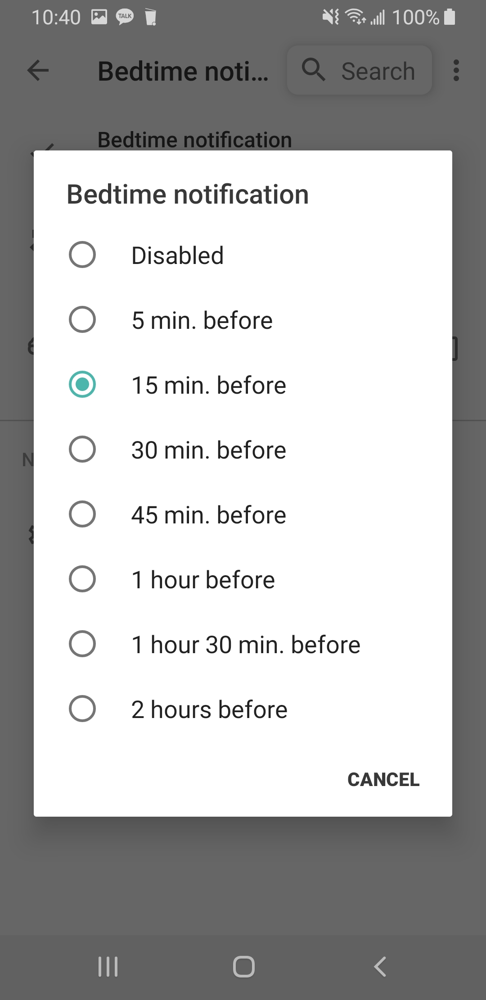 10:40 TALK 100%
Bedtime noti... Search
Bedtime notification
Bedtime notification
Disabled
5 min. before
15 min. before
30 min. before
45 min. before
1 hour before
1 hour 30 min. before
2 hours before
CANCEL